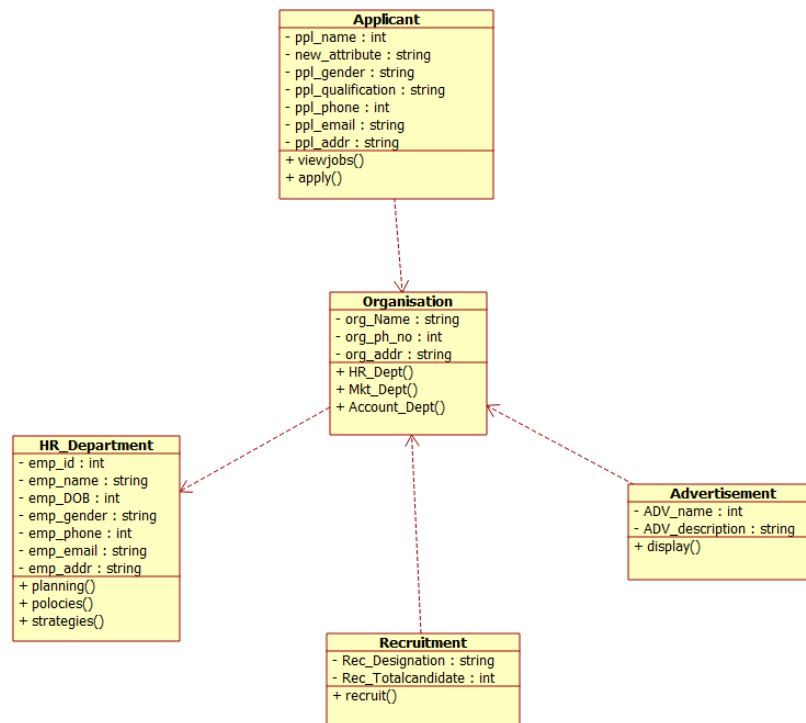 Applicant
- ppl_name : int
- new_attribute : string
- ppl_gender : string
- ppl_qualification : string
- ppl_phone : int
- ppl_email : string
- ppl_addr : string
+ viewjobs()
+ apply()
Organisation
- org_Name : string
- org_ph_no : int
- org_addr : string
+ HR_Dept()
+ Mkt_Dept()
+ Account_Dept()
HR_Department
- emp_id : int
- emp_name : string
- emp_DOB : int
- emp_gender : string
- emp_phone : int
- emp_email : string
- emp_addr : string
+ planning()
+ polocies()
+ strategies()
Advertisement
- ADV_name : int
- ADV_description : string
+ display()
Recruitment
- Rec_Designation : string
- Rec_Totalcandidate : int
+ recruit()